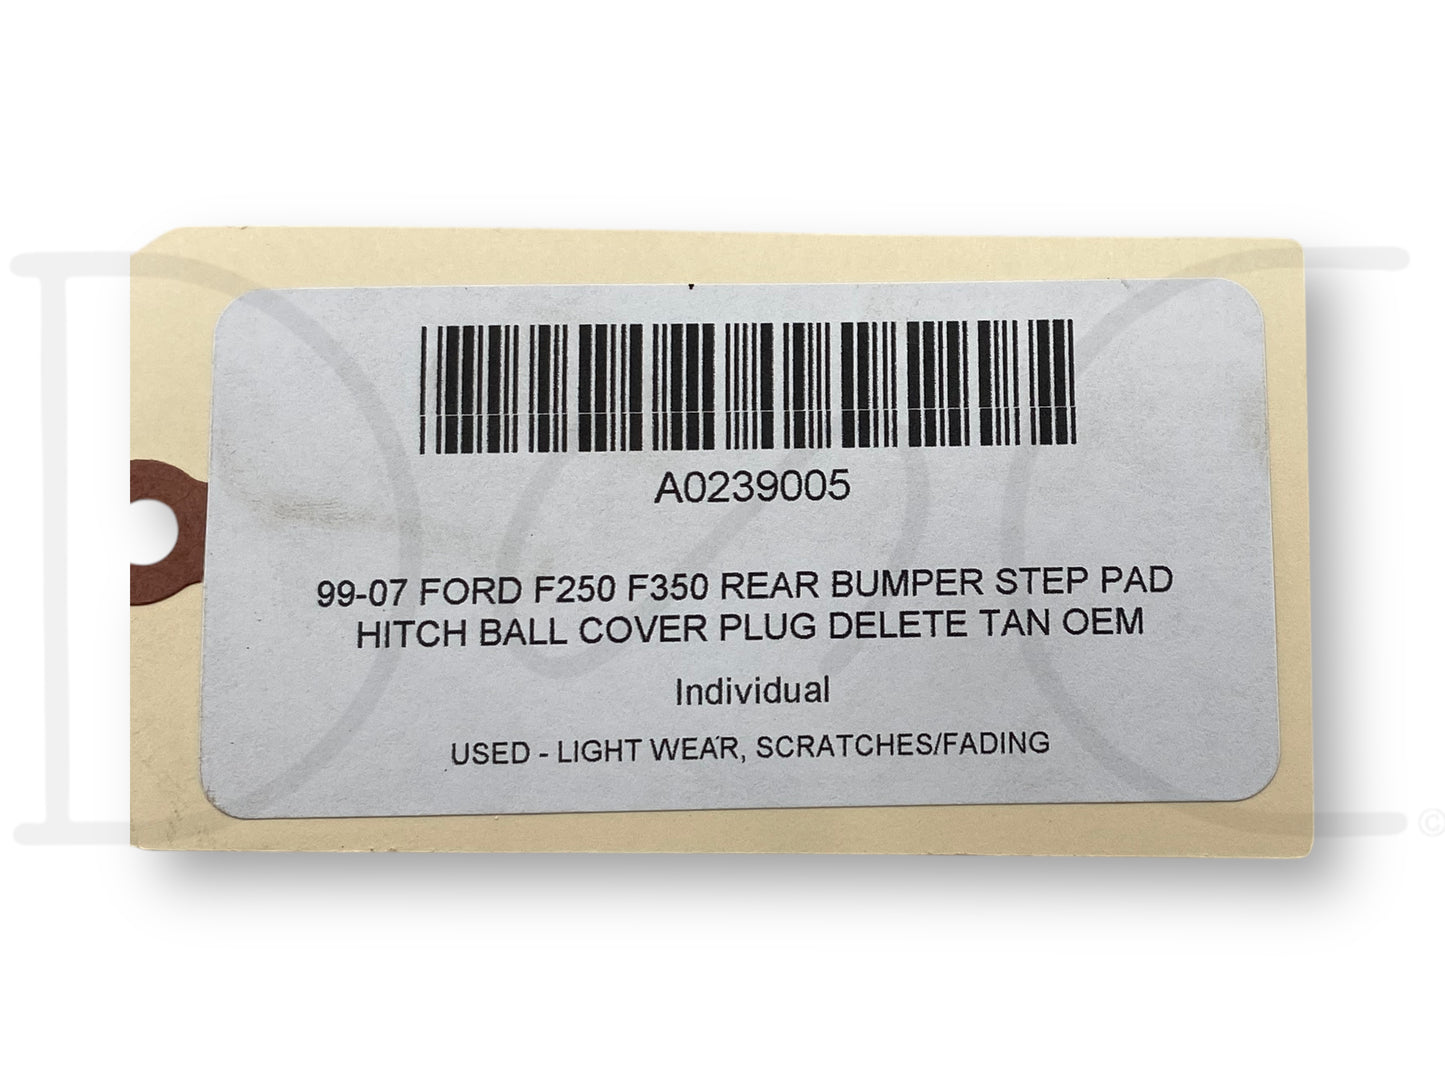 A0239005
99-07 FORD F250 F350 REAR BUMPER STEP PAD
HITCH BALL COVER PLUG DELETE TAN OEM
Individual
USED - LIGHT WEAR, SCRATCHES/FADING
©